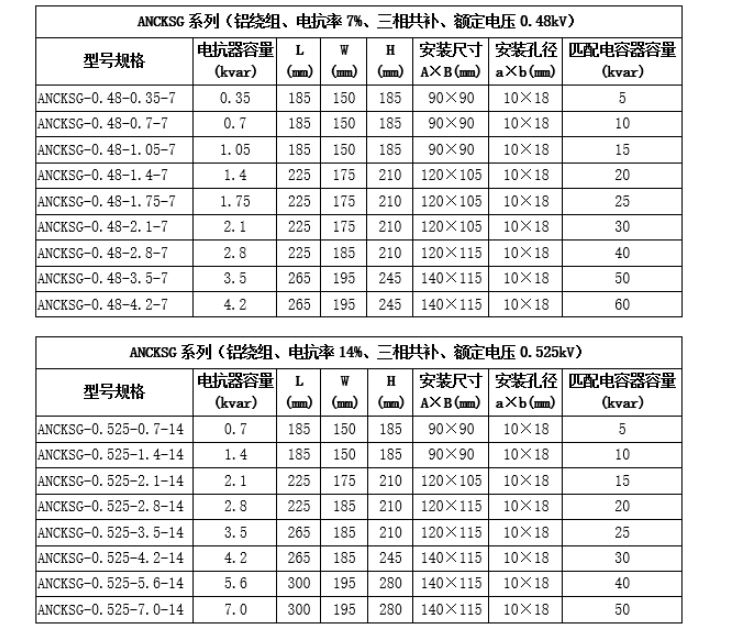 ANCKSG 系列（铝绕组、电抗率 7%、三相共补、额定电压 0.48kV）
型号规格 电抗器容量(kvar) L(mm) W(mm) H(mm) 安装尺寸A×B(mm) 安装孔径a×b(mm) 匹配电容器容量(kvar)
ANCKSG-0.48-0.35-7 0.35 185 150 185 90×90 10×18 5
ANCKSG-0.48-0.7-7 0.7 185 150 185 90×90 10×18 10
ANCKSG-0.48-1.05-7 1.05 185 150 185 90×90 10×18 15
ANCKSG-0.48-1.4-7 1.4 225 175 210 120×105 10×18 20
ANCKSG-0.48-1.75-7 1.75 225 175 210 120×105 10×18 25
ANCKSG-0.48-2.1-7 2.1 225 175 210 120×105 10×18 30
ANCKSG-0.48-2.8-7 2.8 225 185 210 120×115 10×18 40
ANCKSG-0.48-3.5-7 3.5 265 195 245 140×115 10×18 50
ANCKSG-0.48-4.2-7 4.2 265 195 245 140×115 10×18 60
ANCKSG 系列（铝绕组、电抗率 14%、三相共补、额定电压 0.525kV）
型号规格 电抗器容量(kvar) L(mm) W(mm) H(mm) 安装尺寸A×B(mm) 安装孔径a×b(mm) 匹配电容器容量(kvar)
ANCKSG-0.525-0.7-14 0.7 185 150 185 90×90 10×18 5
ANCKSG-0.525-1.4-14 1.4 185 150 185 90×90 10×18 10
ANCKSG-0.525-2.1-14 2.1 225 175 210 120×105 10×18 15
ANCKSG-0.525-2.8-14 2.8 225 185 210 120×115 10×18 20
ANCKSG-0.525-3.5-14 3.5 265 185 210 120×115 10×18 25
ANCKSG-0.525-4.2-14 4.2 265 185 245 140×115 10×18 30
ANCKSG-0.525-5.6-14 5.6 300 195 280 140×115 10×18 40
ANCKSG-0.525-7.0-14 7.0 300 195 280 140×115 10×18 50